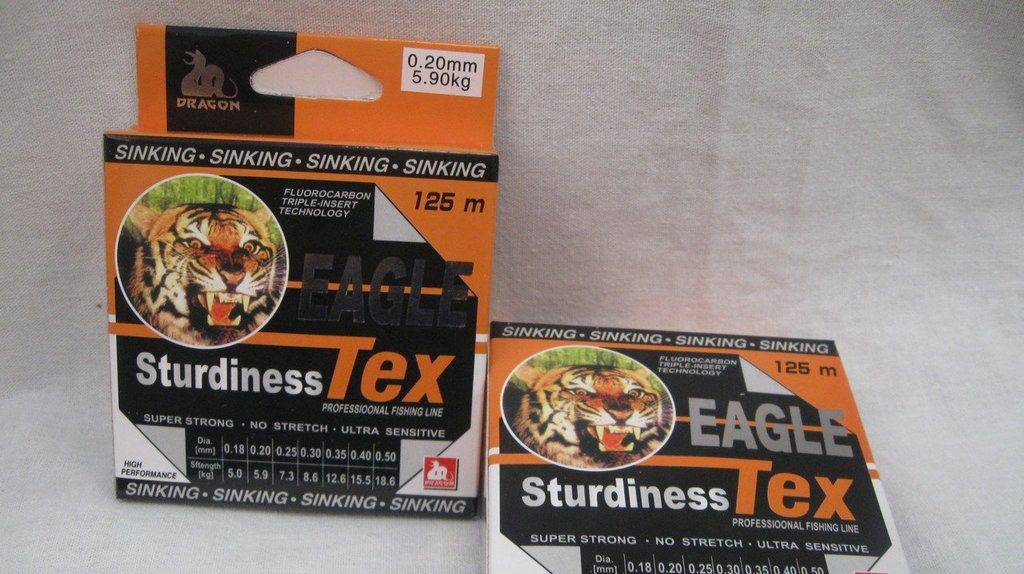 DRAGON
0.20mm
5.90kg
SINKING • SINKING • SINKING • SINKING
FLUOROCARBON
TRIPLE-INSERT
TECHNOLOGY
125 m
EAGLE
Sturdiness Tex
PROFESSIOONAL FISHING LINE
SUPER STRONG • NO STRETCH • ULTRA SENSITIVE
HIGH
PERFORMANCE
Dia. [mm] 0.18 0.20 0.25 0.30 0.35 0.40 0.50
Sftength [kg] 5.0 5.9 7.3 8.6 12.6 15.5 18.6
DRAGON
SINKING • SINKING • SINKING • SINKING
SINKING • SINKING • SINKING • SINKING
FLUOROCARBON
TRIPLE-INSERT
TECHNOLOGY
125 m
EAGLE
Sturdiness Tex
PROFESSIOONAL FISHING LINE
SUPER STRONG • NO STRETCH • ULTRA SENSITIVE
Dia. [mm] 0.18 0.20 0.25 0.30 0.35 0.40 0.50